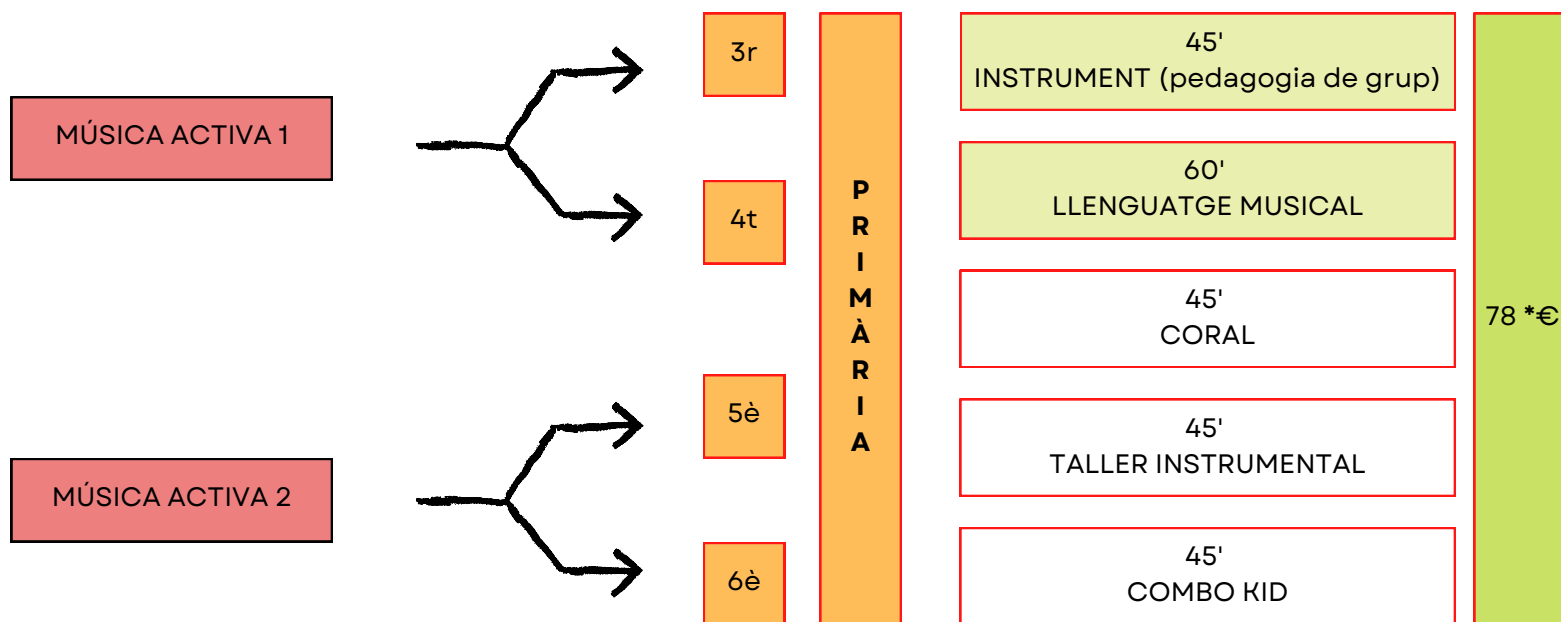 MÚSICA ACTIVA 1
3r
4t
MÚSICA ACTIVA 2
5è
6è
P
R
I
M
À
R
I
A
45'
INSTRUMENT (pedagogia de grup)
60'
LLENGUATGE MUSICAL
45'
CORAL
45'
TALLER INSTRUMENTAL
45'
COMBO KID
78 *€